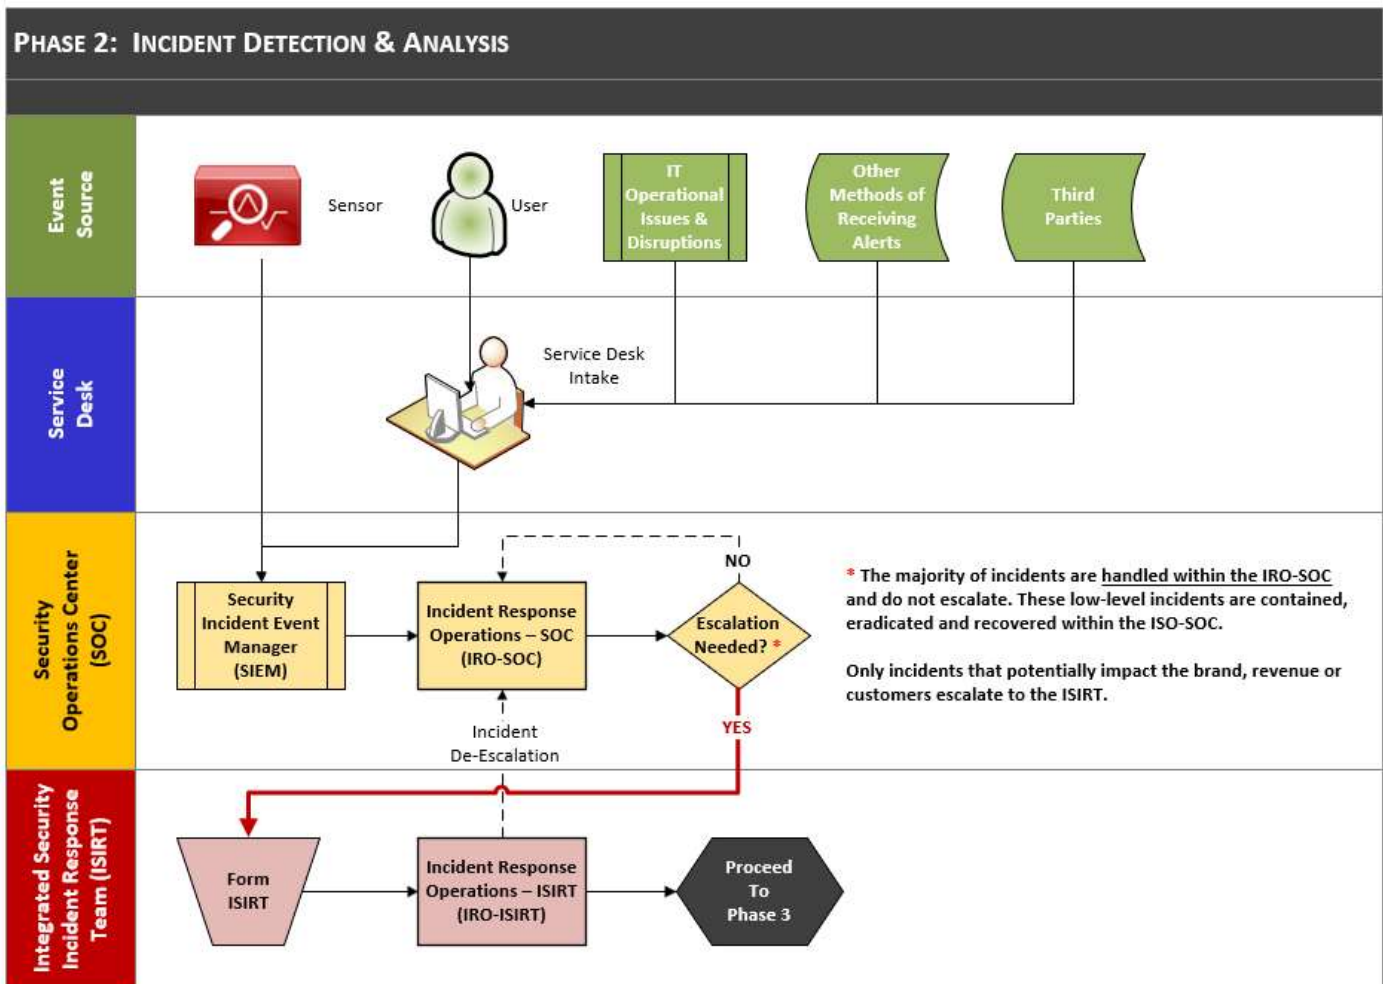 PHASE 2: INCIDENT DETECTION & ANALYSIS
Event
Source
Sensor
User
IT
Operational
Issues &
Disruptions
Other
Methods of
Receiving
Alerts
Third
Parties
Service
Desk
Service Desk
Intake
Security
Operations Center
(SOC)
Security
Incident Event
Manager
(SIEM)
Incident Response
Operations – SOC
(IRO-SOC)
NO
Escalation
Needed? *
YES
* The majority of incidents are handled within the IRO-SOC
and do not escalate. These low-level incidents are contained,
eradicated and recovered within the ISO-SOC.
Only incidents that potentially impact the brand, revenue or
customers escalate to the ISIRT.
Incident
De-Escalation
Integrated Security
Incident Response
Team (ISIRT)
Form
ISIRT
Incident Response
Operations – ISIRT
(IRO-ISIRT)
Proceed
To
Phase 3